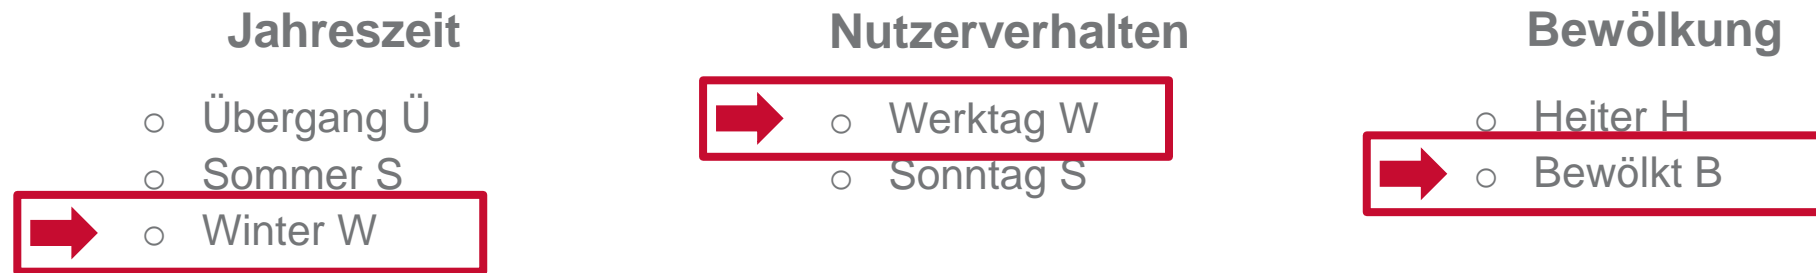 Jahreszeit
○ Übergang Ü
○ Sommer S
○ Winter W
Nutzerverhalten
○ Werktag W
○ Sonntag S
Bewölkung
○ Heiter H
○ Bewölkt B